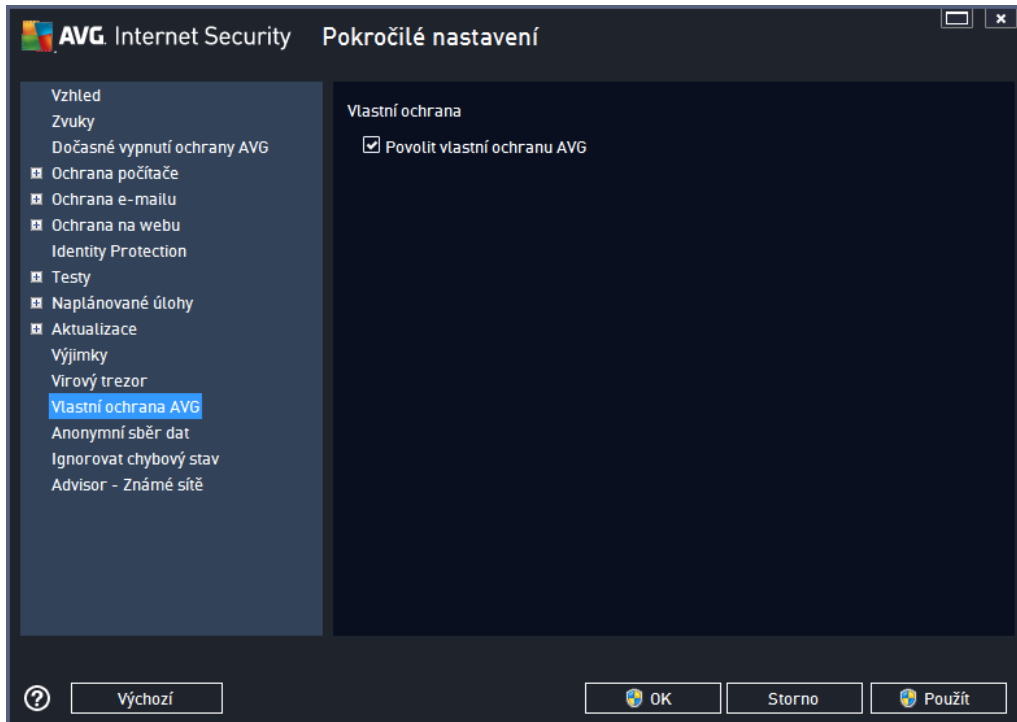 AVG. Internet Security Pokročilé nastavení
Vzhled
Zvuky
Dočasné vypnutí ochrany AVG
Ochrana počítače
Ochrana e-mailu
Ochrana na webu
Identity Protection
Testy
Naplánované úlohy
Aktualizace
Výjimky
Virový trezor
Vlastní ochrana AVG
Anonymní sběr dat
Ignorovat chybový stav
Advisor - Známé sítě
Vlastní ochrana
Povolit vlastní ochranu AVG
Výchozí
OK
Storno
Použít